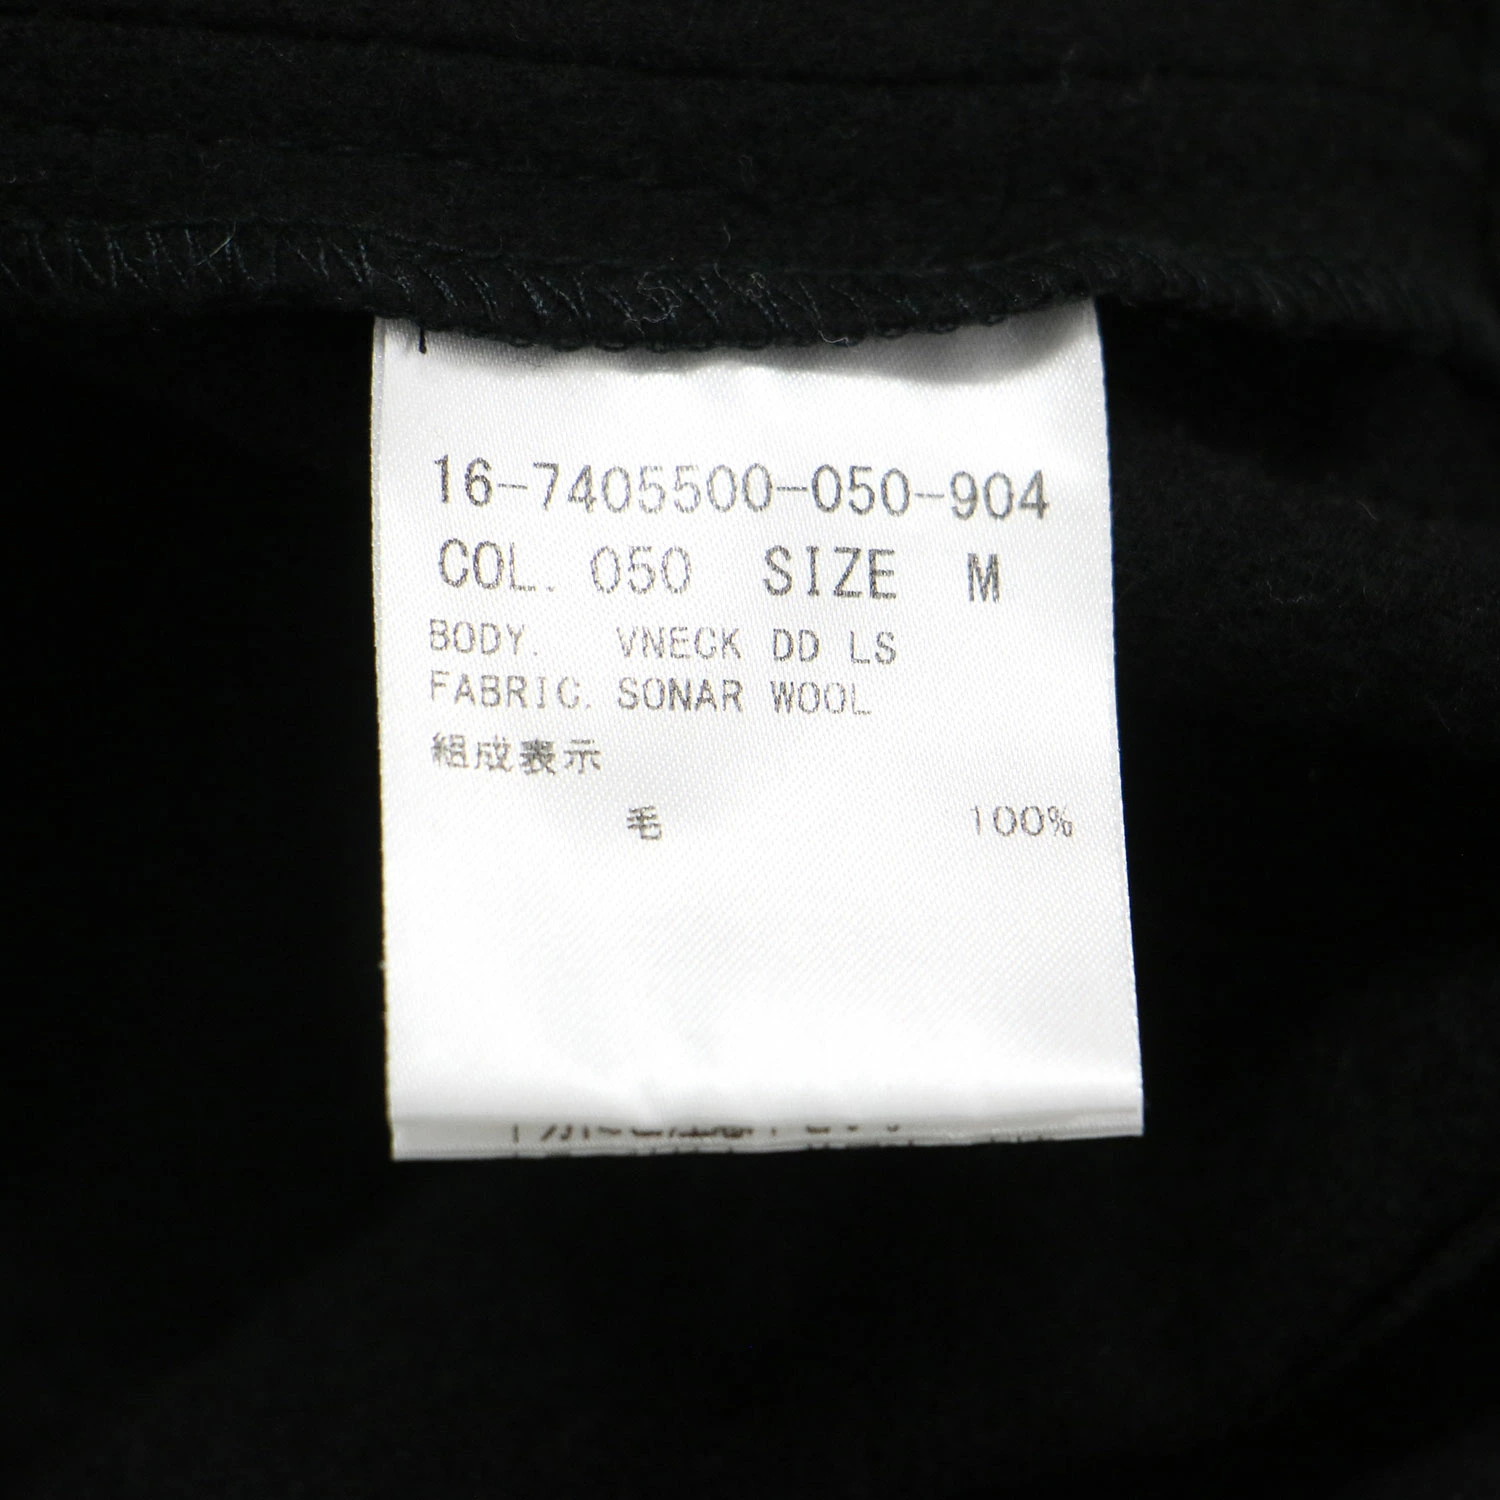 16-7405500-050-904
COL. 050 SIZE M
BODY. VNECK DD LS
FABRIC. SONAR WOOL
組成表示
毛 100%